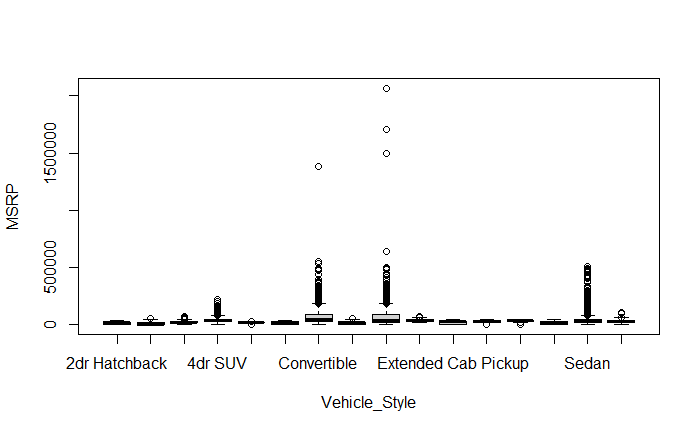 MSRP
1500000
500000
0
2dr Hatchback
4dr SUV
Convertible
Extended Cab Pickup
Sedan
Vehicle_Style